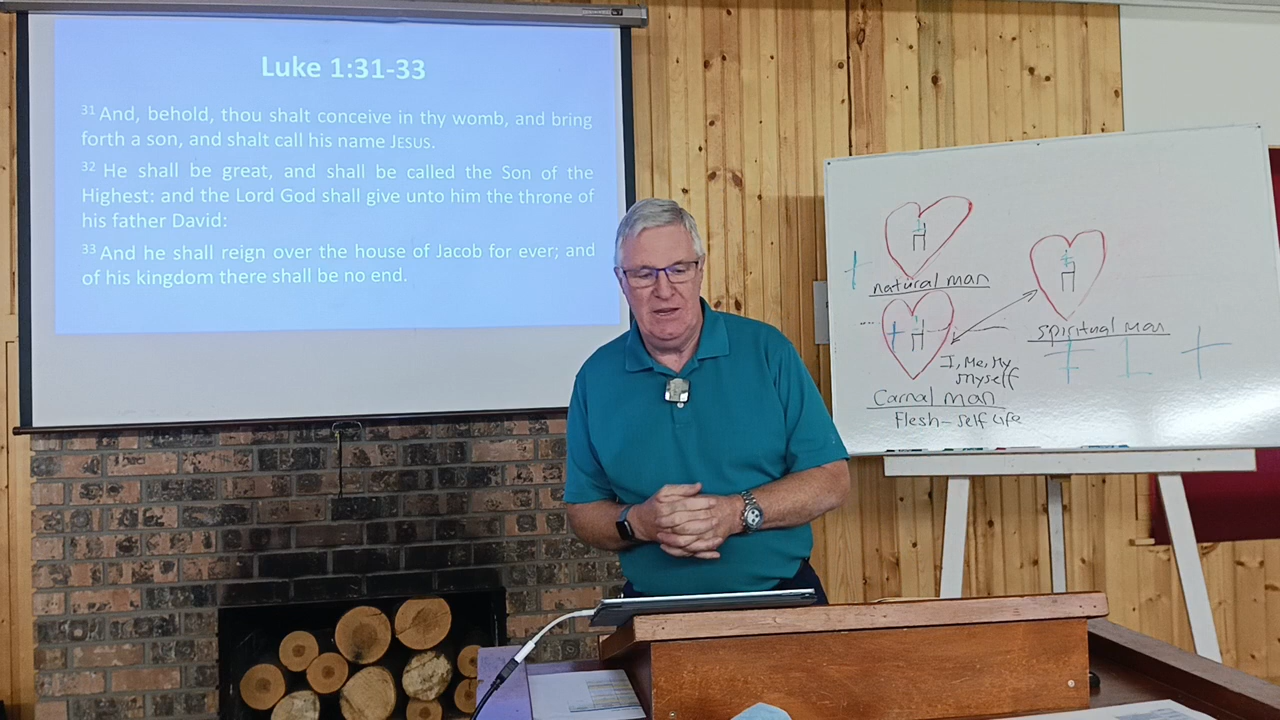 Luke 1:31-33
31 And, behold, thou shalt conceive in thy womb, and bring
forth a son, and shalt call his name JESUS.
32 He shall be great, and shall be called the Son of the
Highest: and the Lord God shall give unto him the throne of
his father David:
33 And he shall reign over the house of Jacob for ever; and
of his kingdom there shall be no end.
natural man
spiritual man
I, Me, My
myself
Carnal man
Flesh - self life